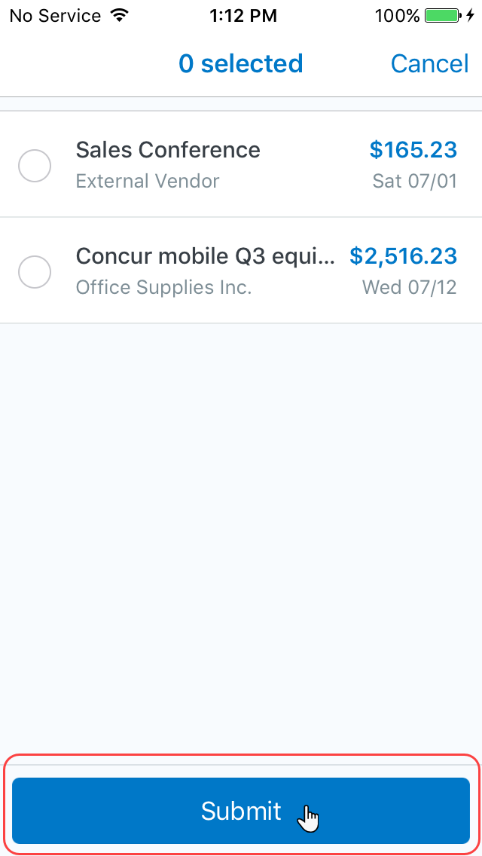 No Service 1:12 PM 100%
0 selected Cancel
Sales Conference $165.23
External Vendor Sat 07/01
Concur mobile Q3 equi... $2,516.23
Office Supplies Inc. Wed 07/12
Submit